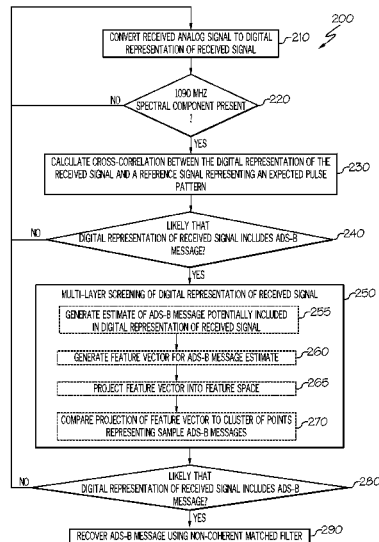 200
CONVERT RECEIVED ANALOG SIGNAL TO DIGITAL
REPRESENTATION OF RECEIVED SIGNAL
210
1090 MHZ
SPECTRAL COMPONENT PRESENT
?
220
NO
YES
CALCULATE CROSS-CORRELATION BETWEEN THE DIGITAL REPRESENTATION OF THE
RECEIVED SIGNAL AND A REFERENCE SIGNAL REPRESENTING AN EXPECTED PULSE
PATTERN
230
LIKELY THAT
DIGITAL REPRESENTATION OF RECEIVED SIGNAL INCLUDES ADS-B
MESSAGE?
240
NO
YES
MULTI-LAYER SCREENING OF DIGITAL REPRESENTATION OF RECEIVED SIGNAL
250
GENERATE ESTIMATE OF ADS-B MESSAGE POTENTIALLY INCLUDED
IN DIGITAL REPRESENTATION OF RECEIVED SIGNAL
255
GENERATE FEATURE VECTOR FOR ADS-B MESSAGE ESTIMATE
260
PROJECT FEATURE VECTOR INTO FEATURE SPACE
265
COMPARE PROJECTION OF FEATURE VECTOR TO CLUSTER OF POINTS
REPRESENTING SAMPLE ADS-B MESSAGES
270
LIKELY THAT
DIGITAL REPRESENTATION OF RECEIVED SIGNAL INCLUDES ADS-B
MESSAGE?
280
NO
YES
RECOVER ADS-B MESSAGE USING NON-COHERENT MATCHED FILTER
290